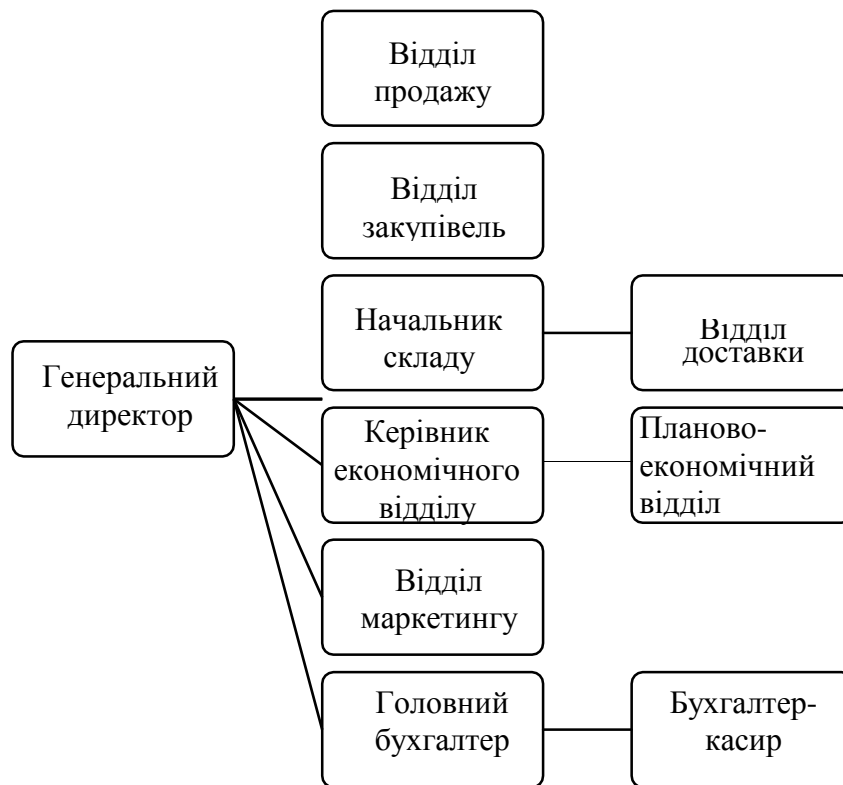 Відділ
продажу
Відділ
закупівель
Начальник
складу
Відділ
доставки
Генеральний
директор
Керівник
економічного
відділу
Планово-
економічний
відділ
Відділ
маркетингу
Головний
бухгалтер
Бухгалтер-
касир